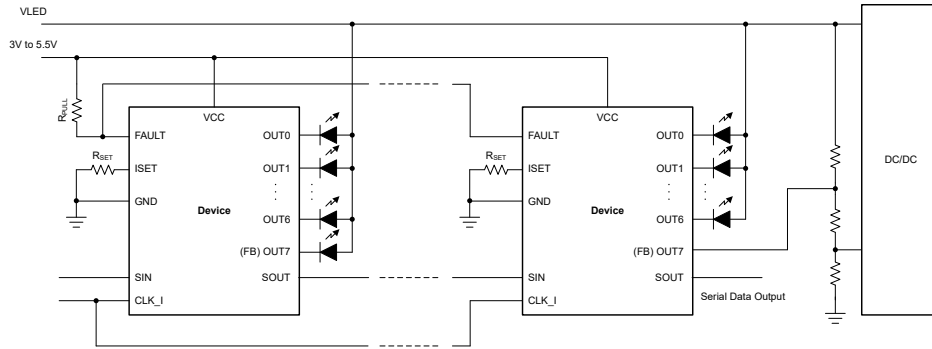 VLED
3V to 5.5V
RPULL
VCC
FAULT
OUT0
RSET
ISET
OUT1
GND
Device
OUT6
(FB) OUT7
SIN
SOUT
CLK_I
VCC
FAULT
OUT0
RSET
ISET
OUT1
GND
Device
OUT6
(FB) OUT7
SIN
SOUT
CLK_I
Serial Data Output
DC/DC